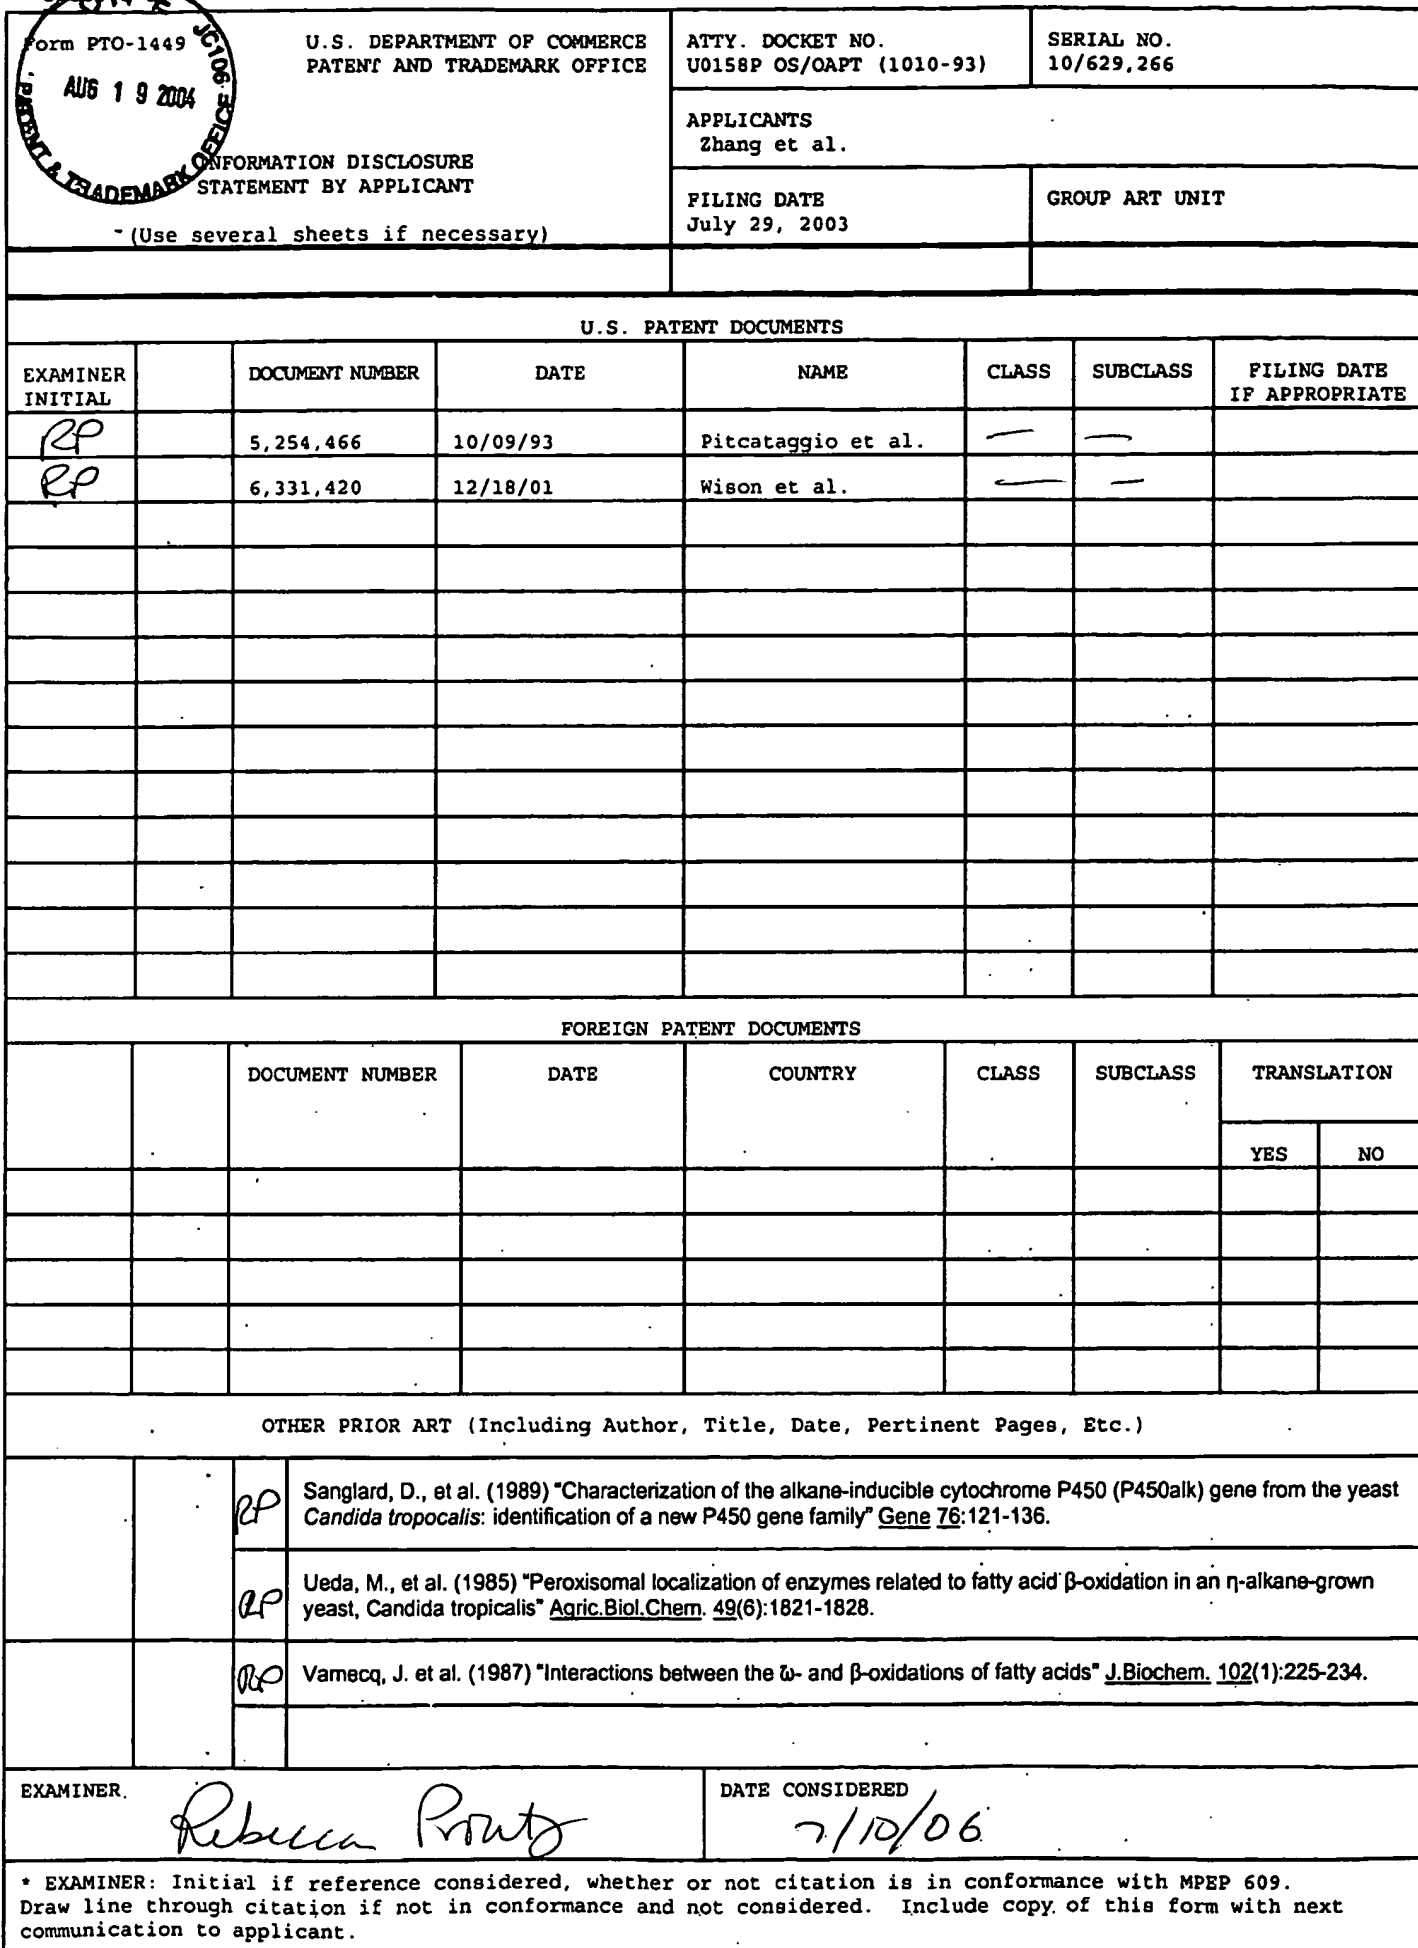 Form PTO-1449
JC106
AUG 19 2004
PATENT & TRADEMARK OFFICE
U.S. DEPARTMENT OF COMMERCE
PATENT AND TRADEMARK OFFICE
INFORMATION DISCLOSURE
STATEMENT BY APPLICANT
(Use several sheets if necessary)
ATTY. DOCKET NO.
U0158P OS/OAPT (1010-93)
SERIAL NO.
10/629,266
APPLICANTS
Zhang et al.
FILING DATE
July 29, 2003
GROUP ART UNIT
U.S. PATENT DOCUMENTS
EXAMINER INITIAL DOCUMENT NUMBER DATE NAME CLASS SUBCLASS FILING DATE IF APPROPRIATE
RP 5,254,466 10/09/93 Pitcataggio et al. — —
RP 6,331,420 12/18/01 Wison et al. — —
FOREIGN PATENT DOCUMENTS
DOCUMENT NUMBER DATE COUNTRY CLASS SUBCLASS TRANSLATION
YES NO
OTHER PRIOR ART (Including Author, Title, Date, Pertinent Pages, Etc.)
RP Sanglard, D., et al. (1989) "Characterization of the alkane-inducible cytochrome P450 (P450alk) gene from the yeast
Candida tropocalis: identification of a new P450 gene family" Gene 76:121-136.
RP Ueda, M., et al. (1985) "Peroxisomal localization of enzymes related to fatty acid β-oxidation in an η-alkane-grown
yeast, Candida tropicalis" Agric.Biol.Chem. 49(6):1821-1828.
RP Vamecq, J. et al. (1987) "Interactions between the ω- and β-oxidations of fatty acids" J.Biochem. 102(1):225-234.
EXAMINER
Rebecca Prouty
DATE CONSIDERED
7/10/06
* EXAMINER: Initial if reference considered, whether or not citation is in conformance with MPEP 609.
Draw line through citation if not in conformance and not considered. Include copy of this form with next
communication to applicant.